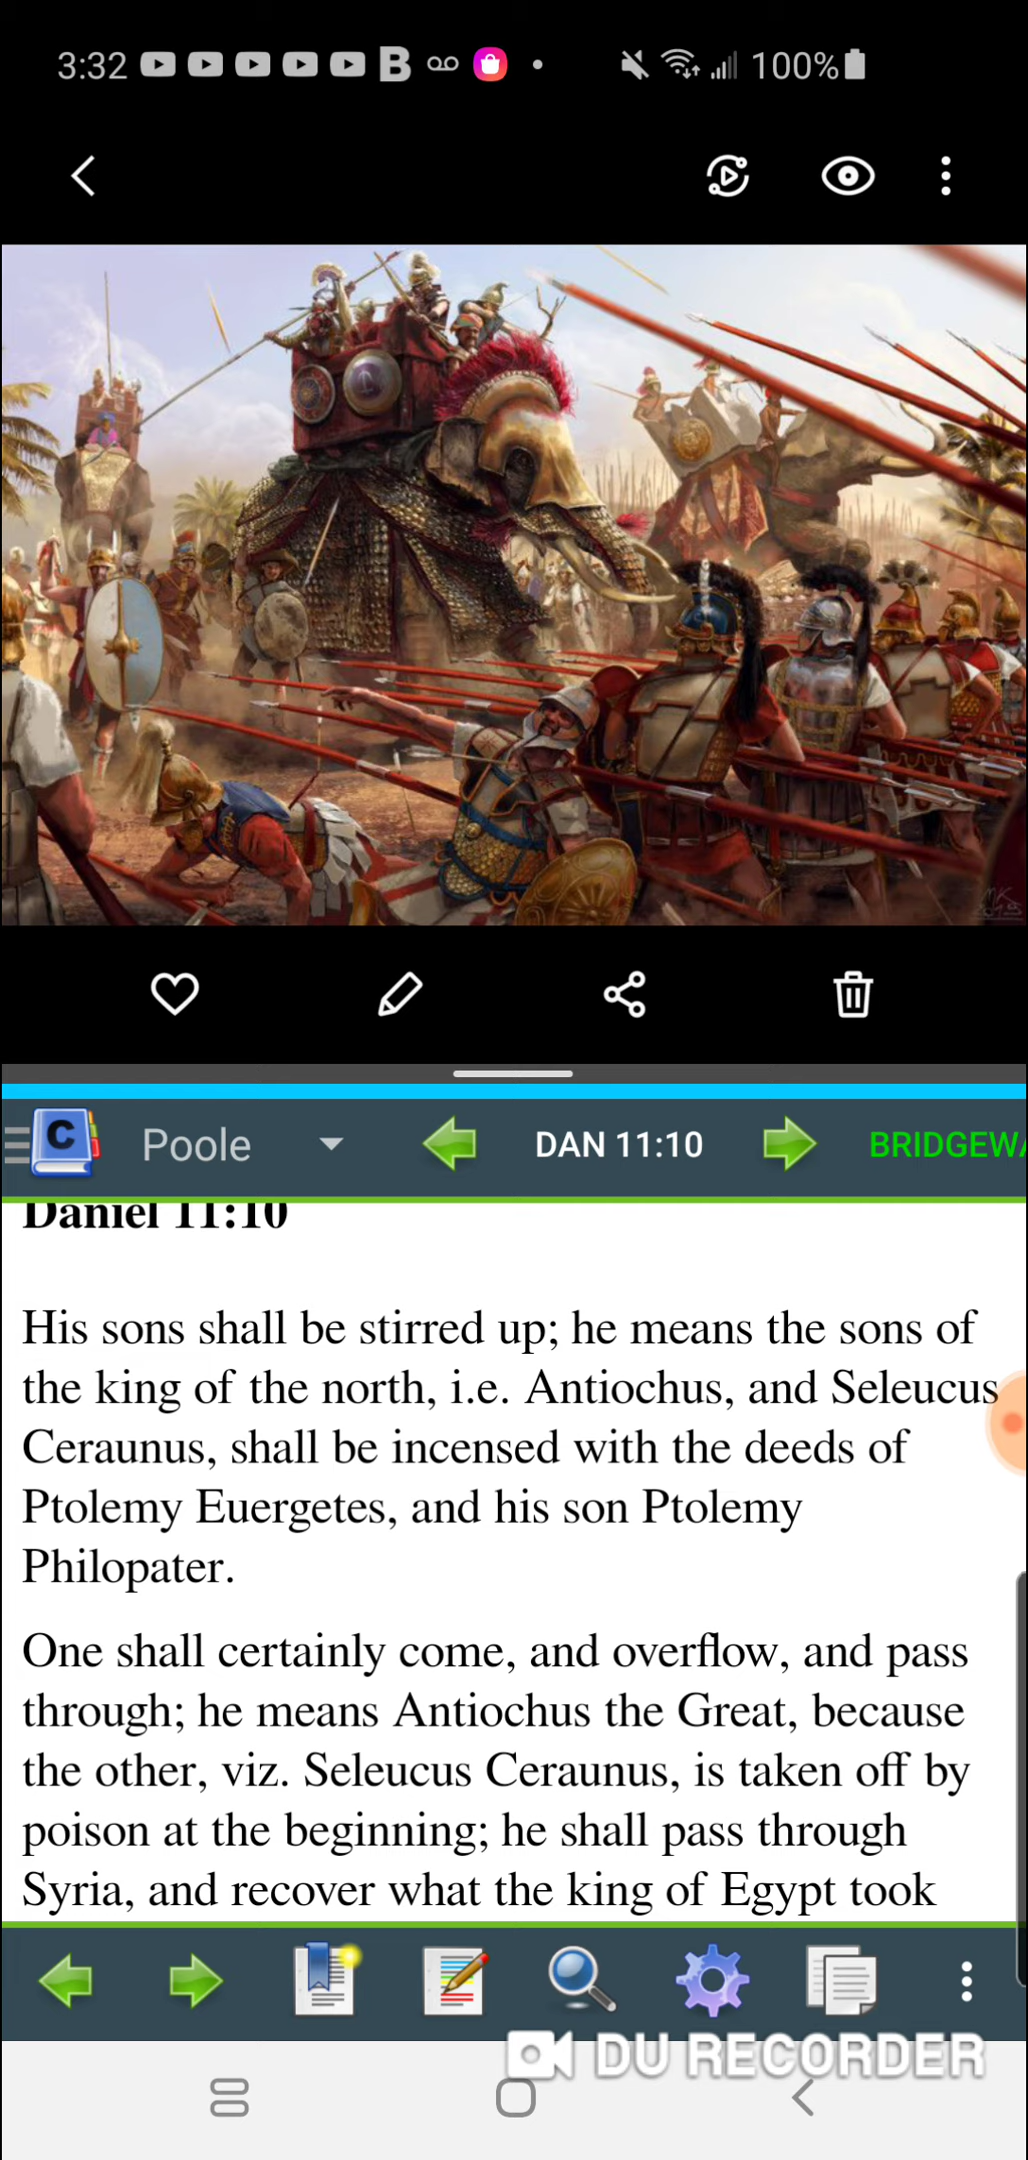 3:32 B 100%
Poole DAN 11:10 BRIDGEWA
Daniel 11:10
His sons shall be stirred up; he means the sons of
the king of the north, i.e. Antiochus, and Seleucus
Ceraunus, shall be incensed with the deeds of
Ptolemy Euergetes, and his son Ptolemy
Philopater.
One shall certainly come, and overflow, and pass
through; he means Antiochus the Great, because
the other, viz. Seleucus Ceraunus, is taken off by
poison at the beginning; he shall pass through
Syria, and recover what the king of Egypt took
DU RECORDER